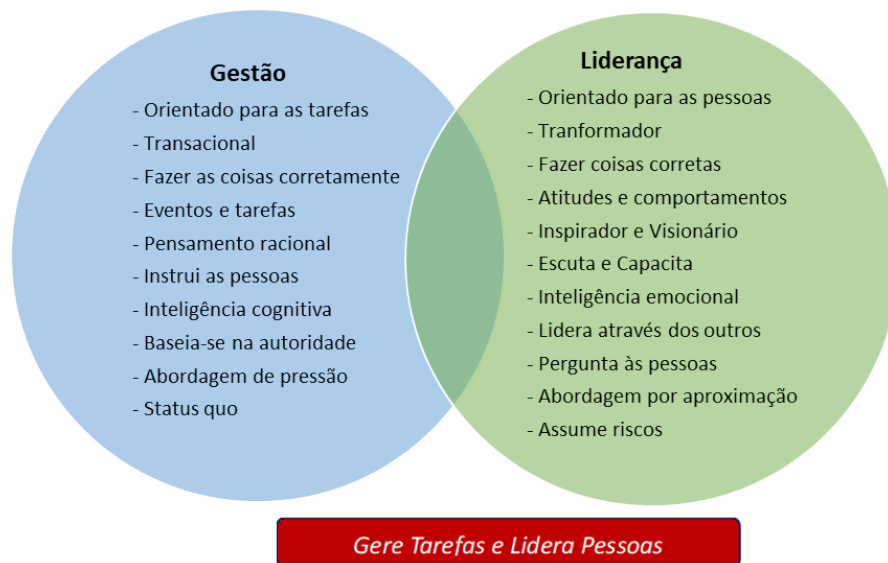 Gestão
- Orientado para as tarefas
- Transacional
- Fazer as coisas corretamente
- Eventos e tarefas
- Pensamento racional
- Instrui as pessoas
- Inteligência cognitiva
- Baseia-se na autoridade
- Abordagem de pressão
- Status quo
Liderança
- Orientado para as pessoas
- Tranformador
- Fazer coisas corretas
- Atitudes e comportamentos
- Inspirador e Visionário
- Escuta e Capacita
- Inteligência emocional
- Lidera através dos outros
- Pergunta às pessoas
- Abordagem por aproximação
- Assume riscos
Gere Tarefas e Lidera Pessoas